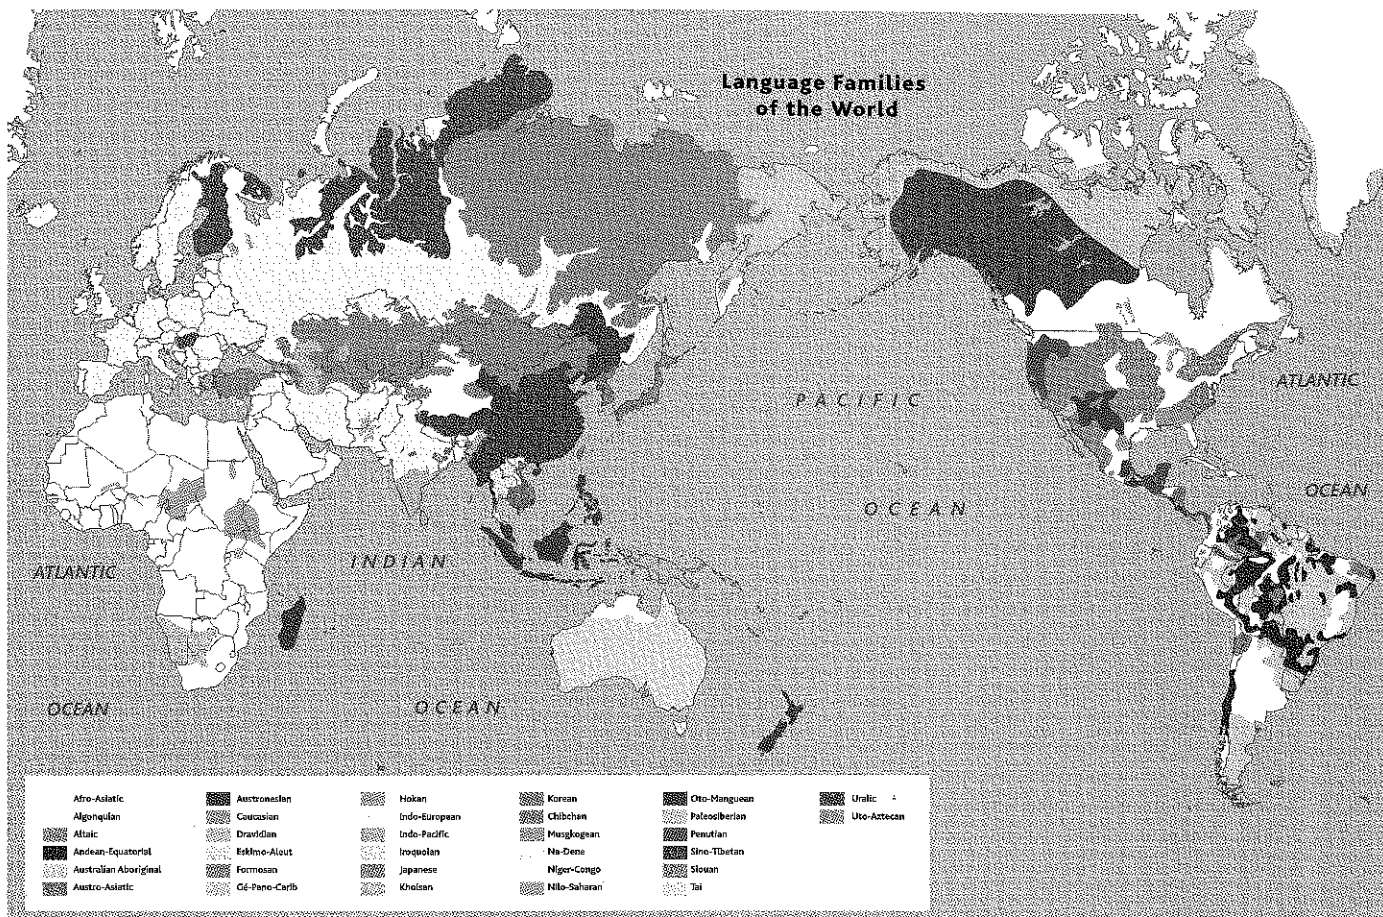 Language Families
of the World
ATLANTIC
PACIFIC
OCEAN
OCEAN
INDIAN
ATLANTIC
OCEAN
OCEAN
Afro-Asiatic
Algonquian
Altaic
Andean-Equatorial
Australian Aboriginal
Austro-Asiatic
Austronesian
Caucasian
Dravidian
Eskimo-Aleut
Formosan
Gé-Pano-Carib
Hokan
Indo-European
Indo-Pacific
Iroquoian
Japanese
Khoisan
Korean
Chibchan
Musgkogean
Na-Dene
Niger-Congo
Nilo-Saharan
Oto-Manguean
Paleosiberian
Penutian
Sino-Tibetan
Siouan
Tai
Uralic
Uto-Aztecan